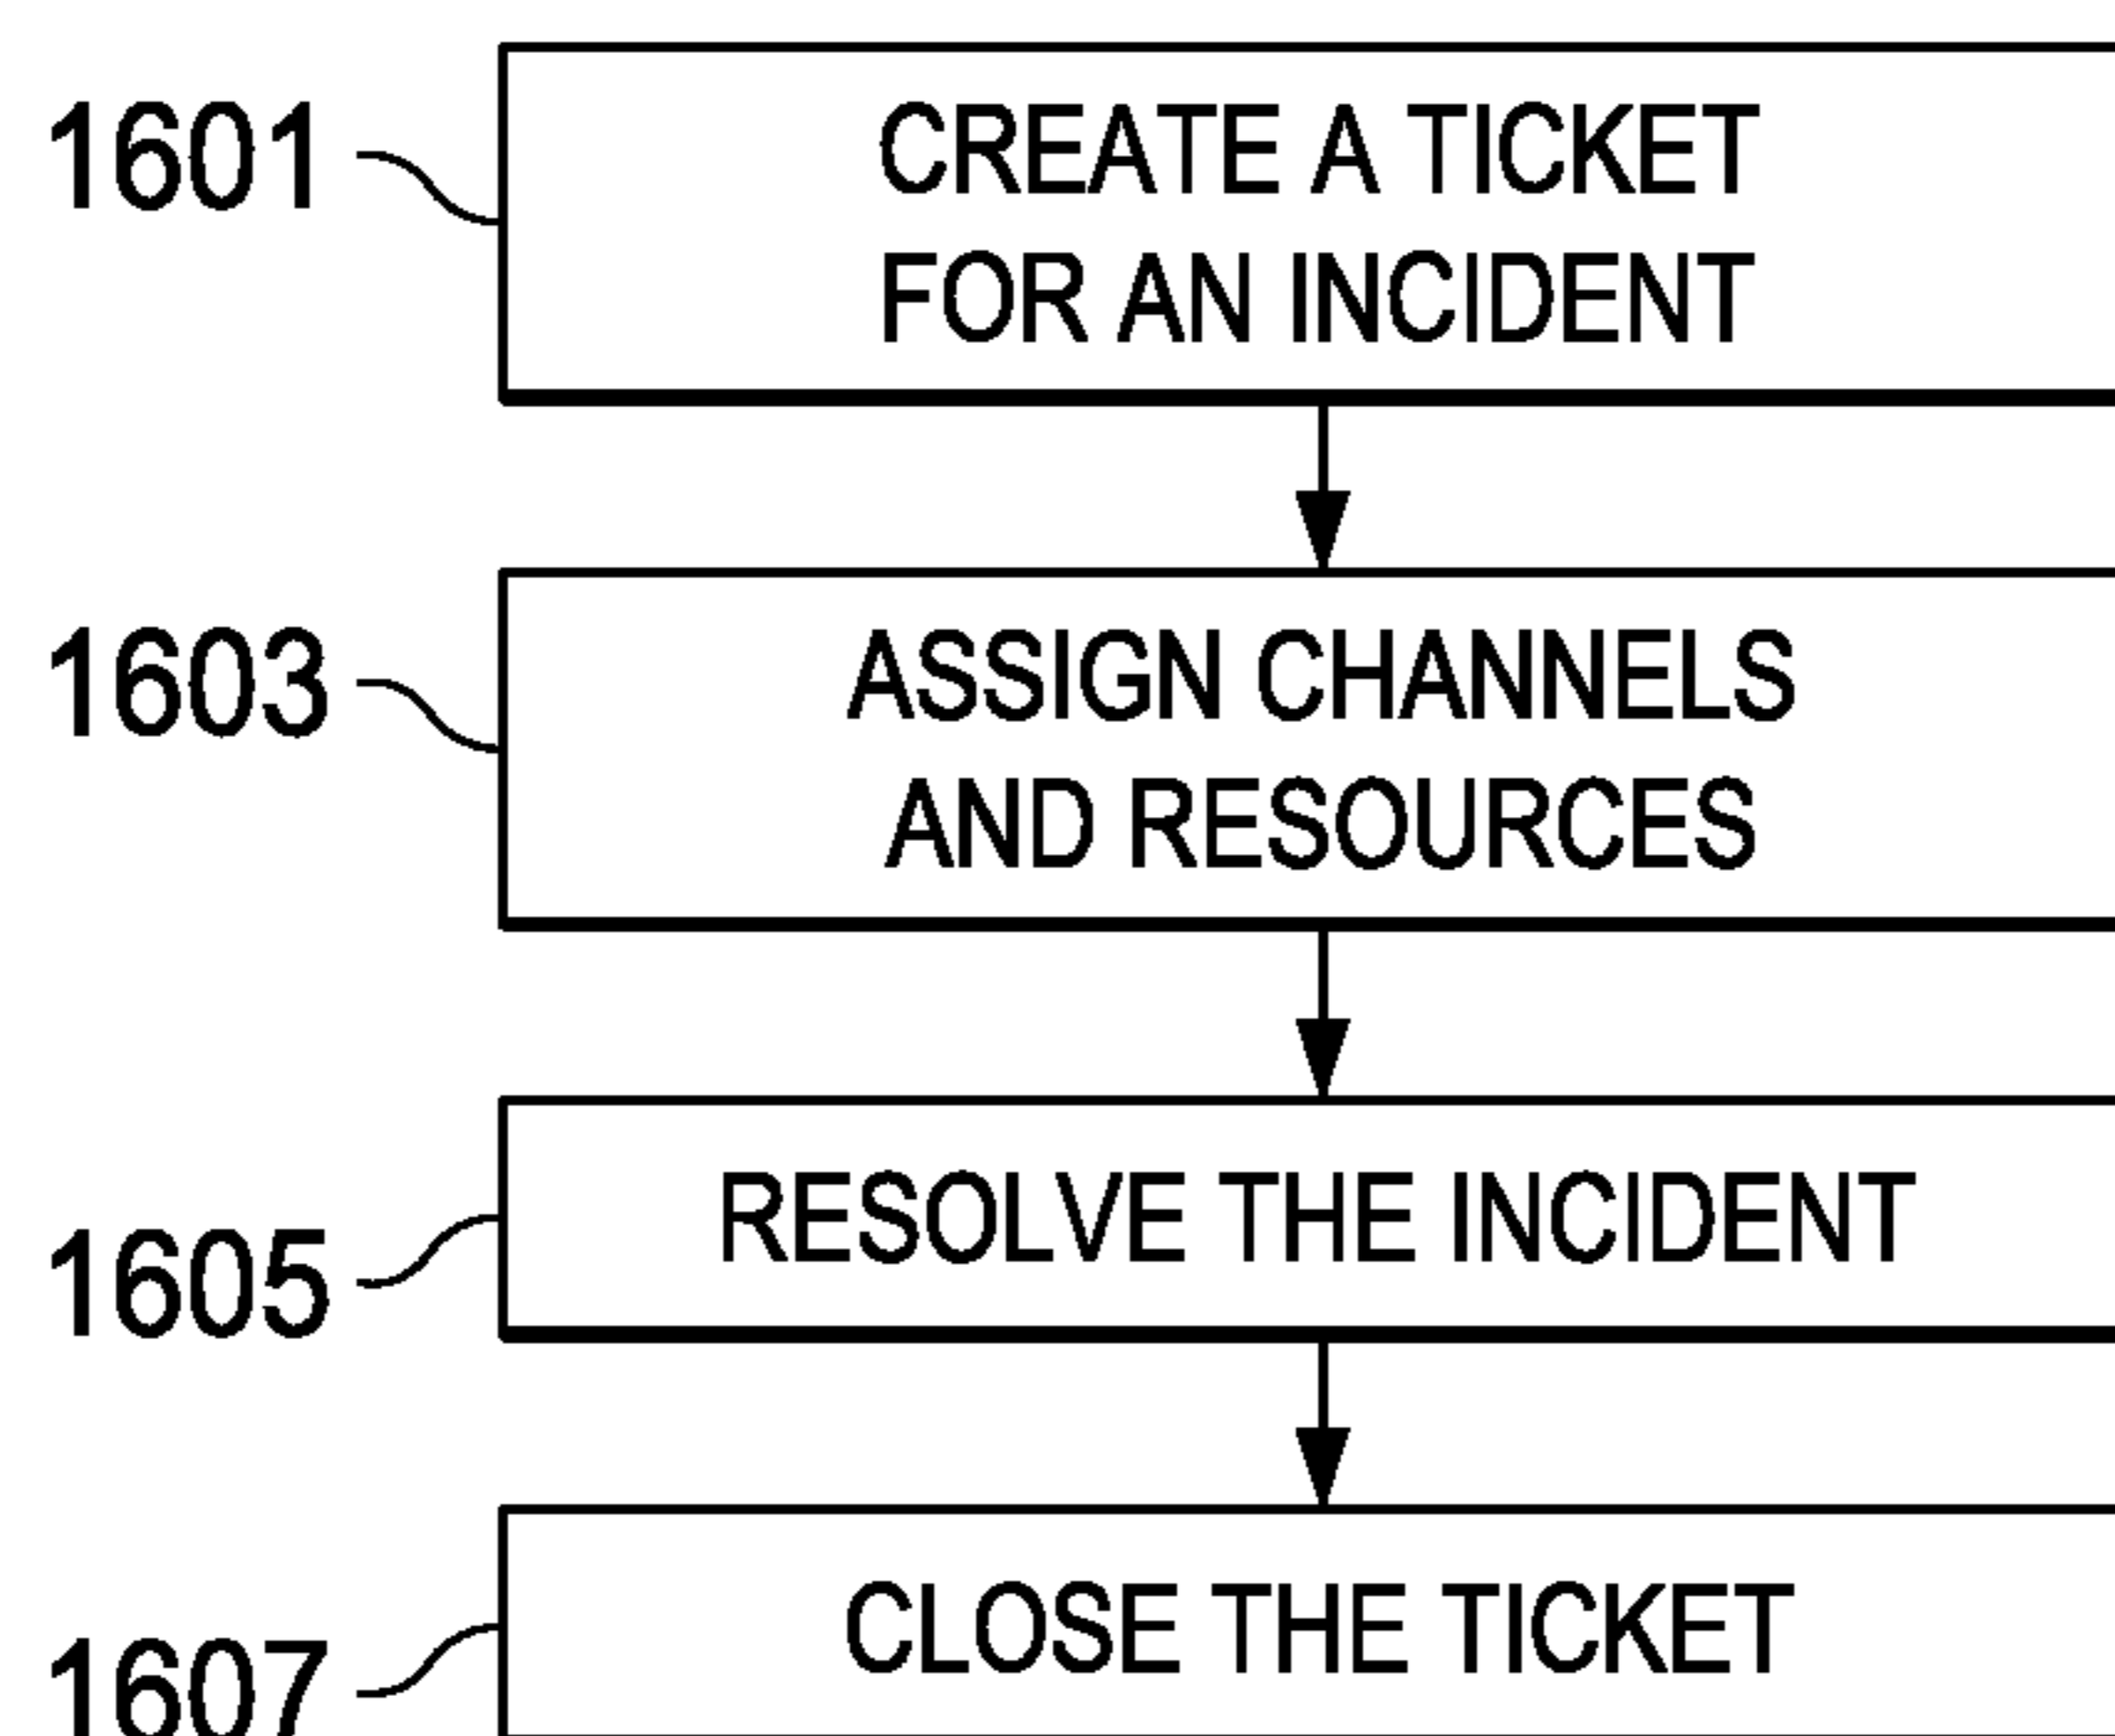 1601
CREATE A TICKET
FOR AN INCIDENT
1603
ASSIGN CHANNELS
AND RESOURCES
1605
RESOLVE THE INCIDENT
1607
CLOSE THE TICKET